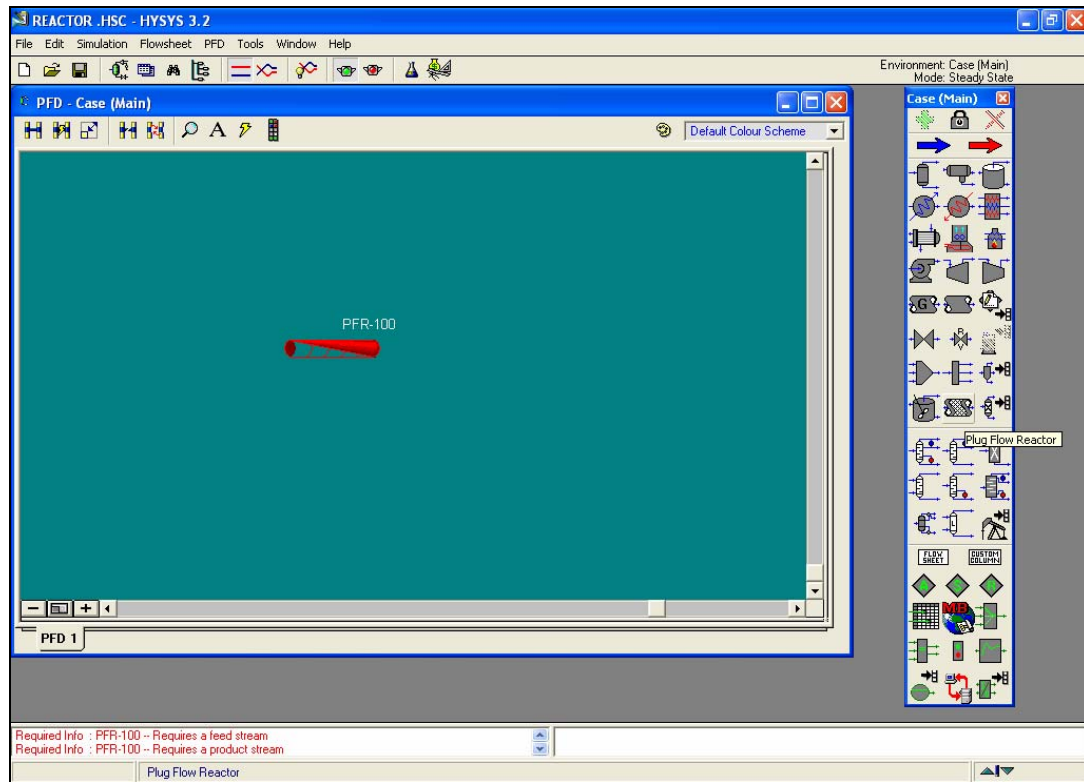 REACTOR .HSC - HYSYS 3.2
File Edit Simulation Flowsheet PFD Tools Window Help
Environment: Case (Main)
Mode: Steady State
PFD - Case (Main)
Case (Main)
A
Default Colour Scheme
PFR-100
G
Plug Flow Reactor
FLOW SHEET
CUSTOM COLUMN
MB
PFD 1
Required Info : PFR-100 -- Requires a feed stream
Required Info : PFR-100 -- Requires a product stream
Plug Flow Reactor